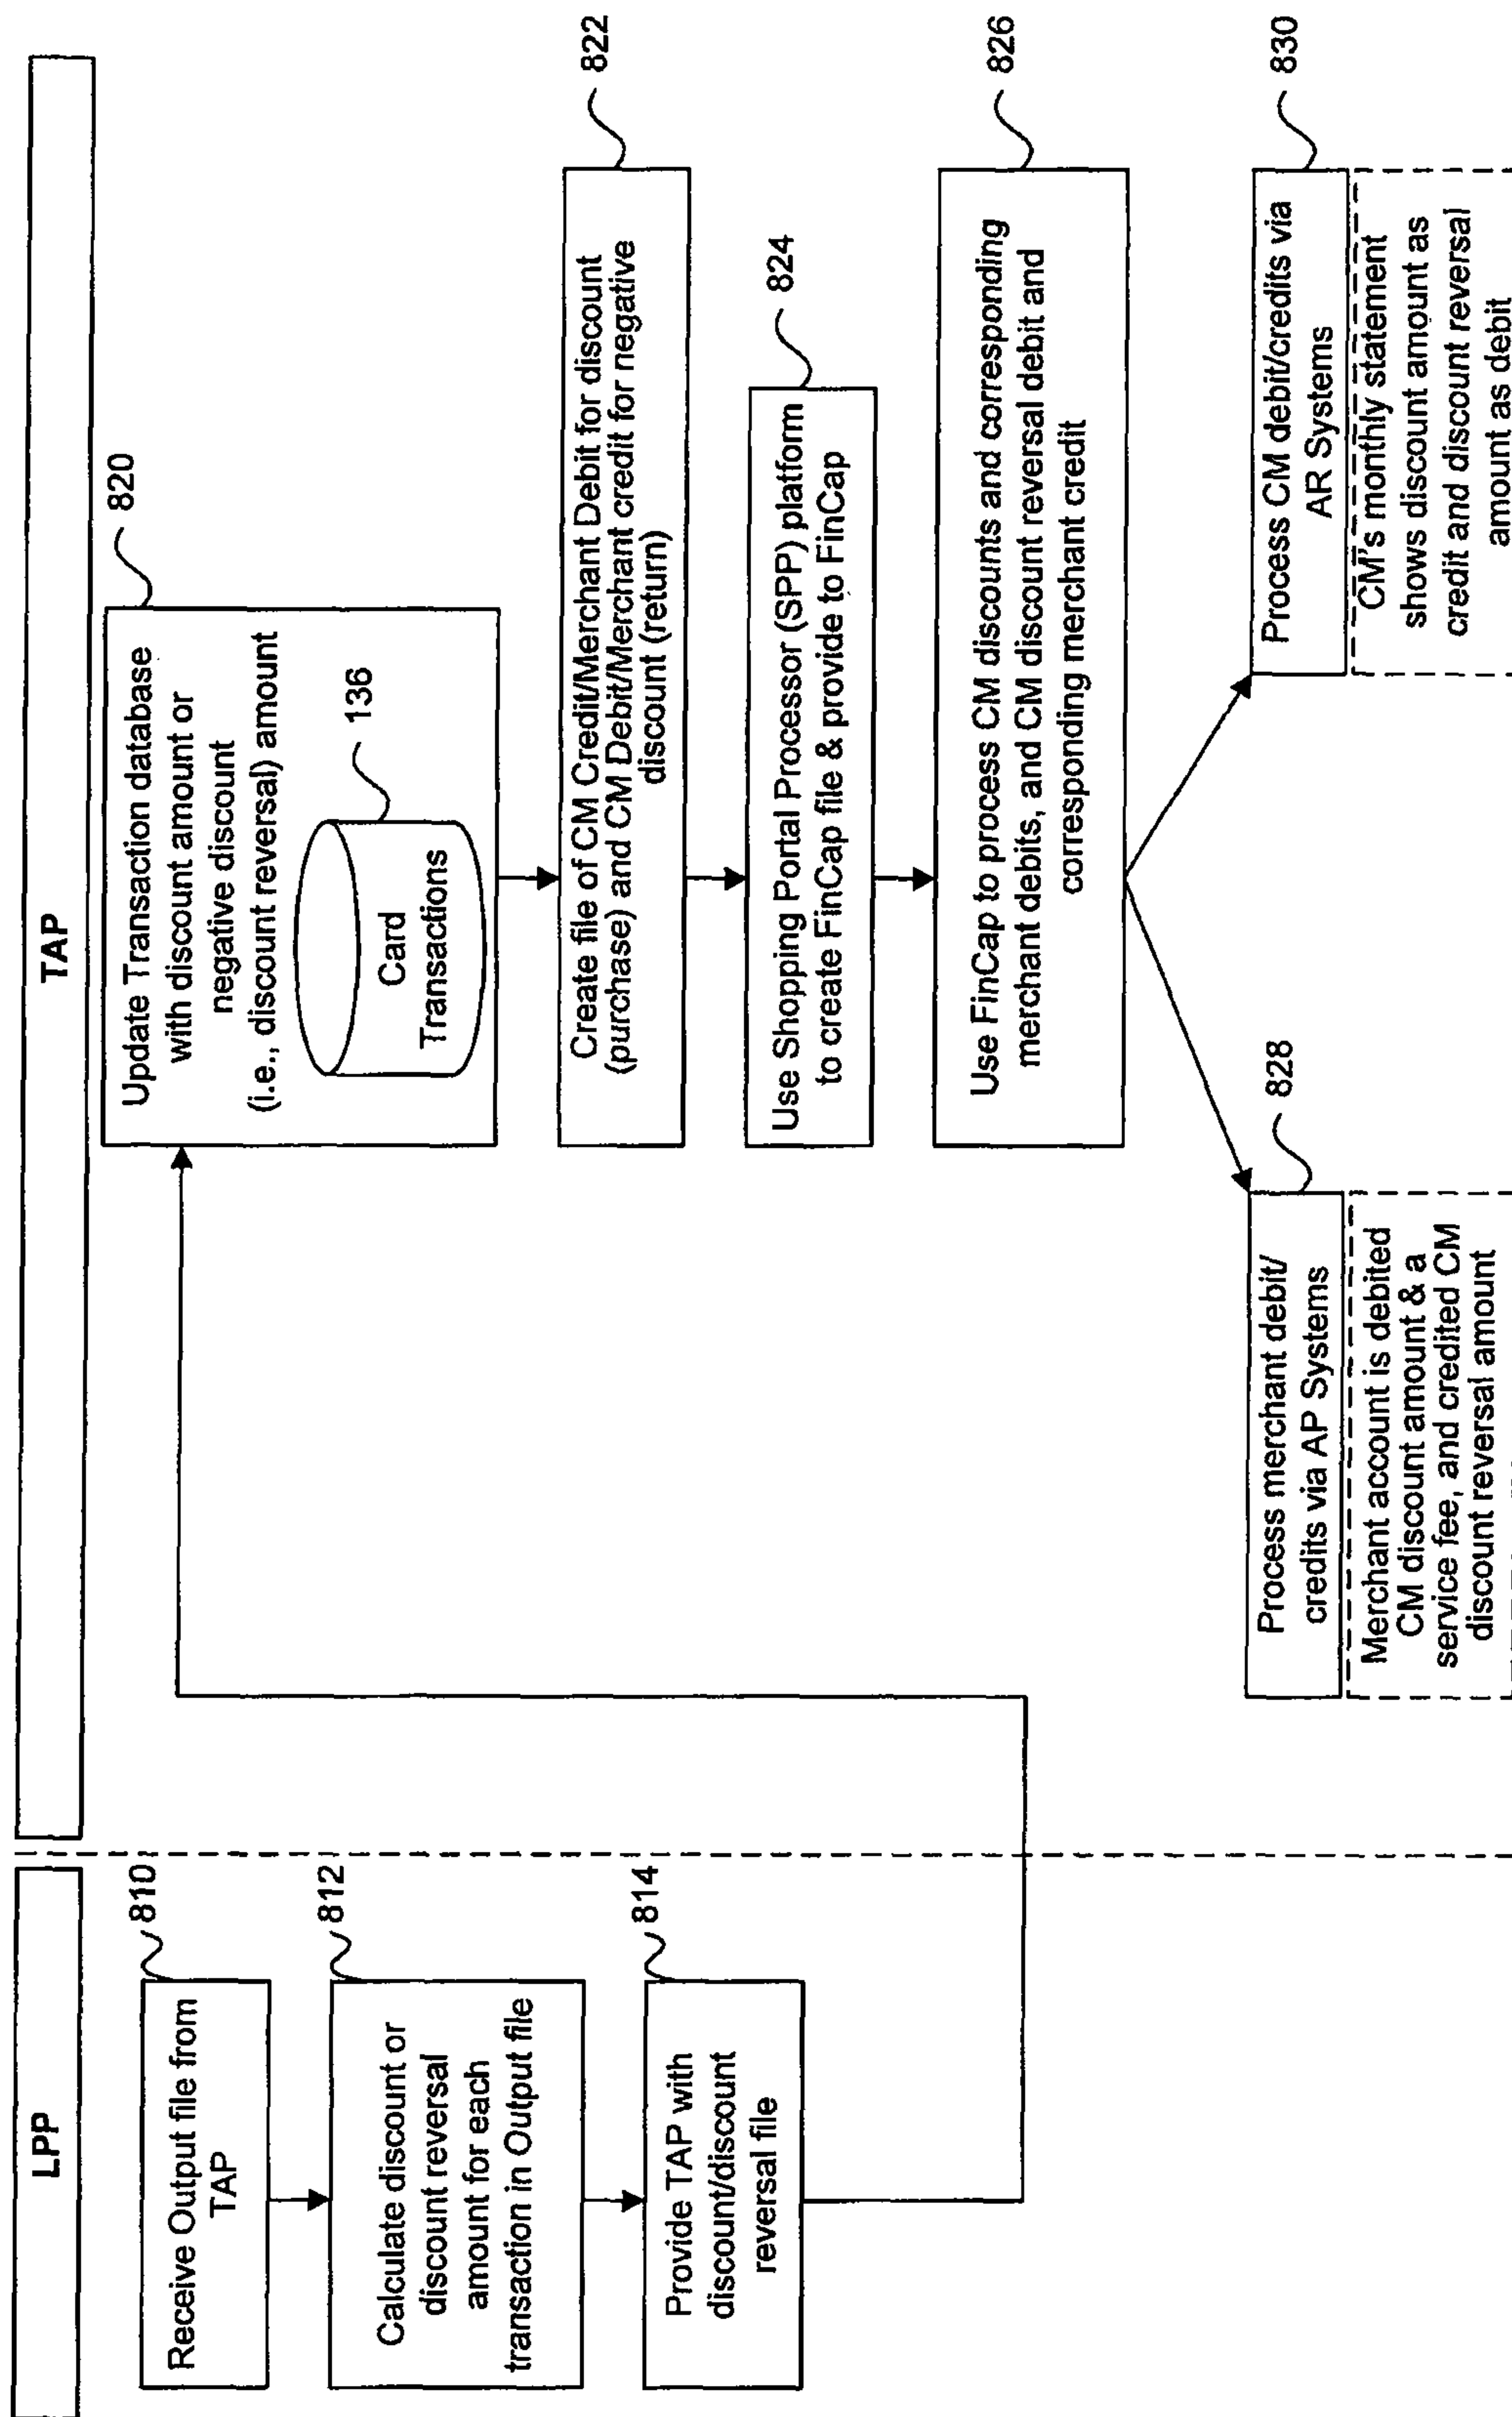 LPP
810
Receive Output file from
TAP
812
Calculate discount or
discount reversal
amount for each
transaction in Output file
814
Provide TAP with
discount/discount
reversal file
TAP
820
Update Transaction database
with discount amount or
negative discount
(i.e., discount reversal) amount
136
Card
Transactions
822
Create file of CM Credit/Merchant Debit for discount
(purchase) and CM Debit/Merchant credit for negative
discount (return)
824
Use Shopping Portal Processor (SPP) platform
to create FinCap file & provide to FinCap
826
Use FinCap to process CM discounts and corresponding
merchant debits, and CM discount reversal debit and
corresponding merchant credit
828
Process merchant debit/
credits via AP Systems
Merchant account is debited
CM discount amount & a
service fee, and credited CM
discount reversal amount
830
Process CM debit/credits via
AR Systems
CM's monthly statement
shows discount amount as
credit and discount reversal
amount as debit